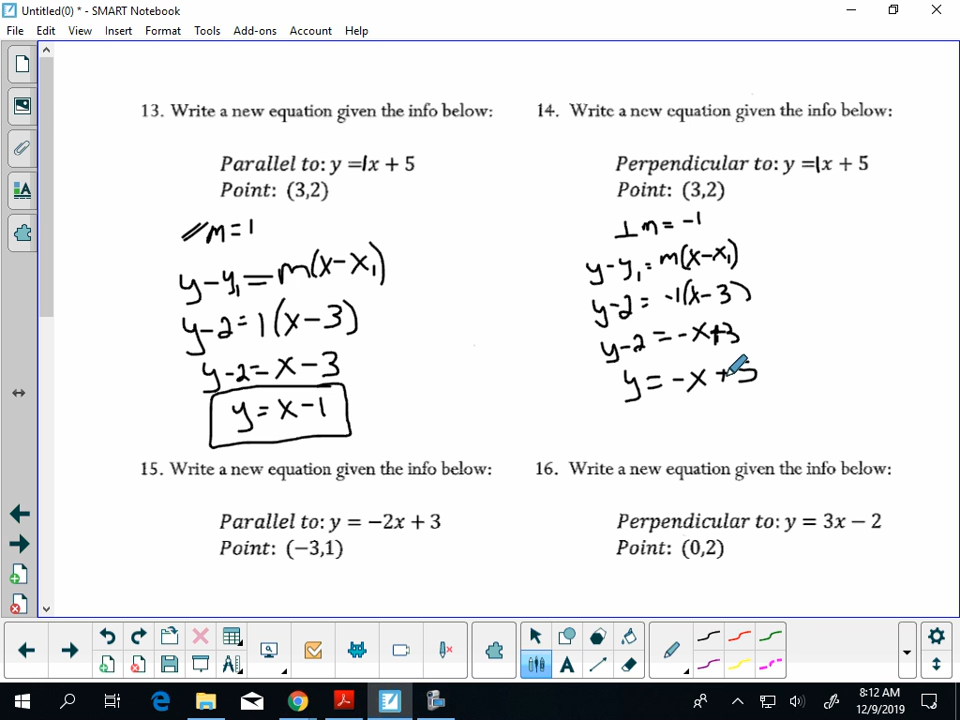 Untitled(0) * - SMART Notebook
File Edit View Insert Format Tools Add-ons Account Help
13. Write a new equation given the info below:
Parallel to: y = 1x + 5
Point: (3,2)
// m = 1
y - y₁ = m(x - x₁)
y - 2 = 1(x - 3)
y - 2 = x - 3
y = x - 1
14. Write a new equation given the info below:
Perpendicular to: y = 1x + 5
Point: (3,2)
⊥ m = -1
y - y₁ = m(x - x₁)
y - 2 = -1(x - 3)
y - 2 = -x + 3
y = -x + 5
15. Write a new equation given the info below:
Parallel to: y = −2x + 3
Point: (−3,1)
16. Write a new equation given the info below:
Perpendicular to: y = 3x − 2
Point: (0,2)
8:12 AM
12/9/2019